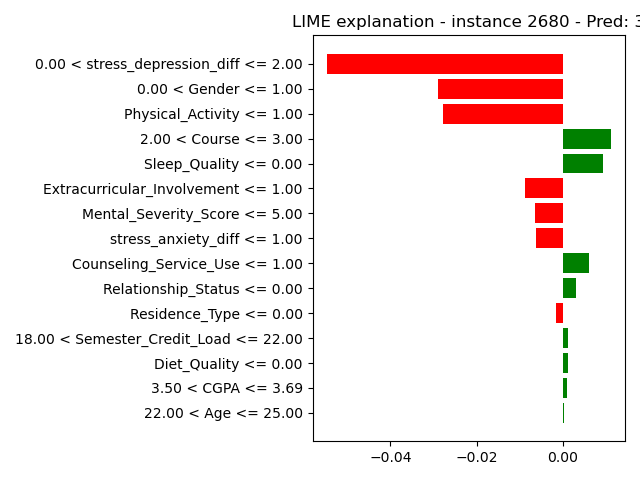 LIME explanation - instance 2680 - Pred: 3
0.00 < stress_depression_diff <= 2.00
0.00 < Gender <= 1.00
Physical_Activity <= 1.00
2.00 < Course <= 3.00
Sleep_Quality <= 0.00
Extracurricular_Involvement <= 1.00
Mental_Severity_Score <= 5.00
stress_anxiety_diff <= 1.00
Counseling_Service_Use <= 1.00
Relationship_Status <= 0.00
Residence_Type <= 0.00
18.00 < Semester_Credit_Load <= 22.00
Diet_Quality <= 0.00
3.50 < CGPA <= 3.69
22.00 < Age <= 25.00
−0.04 −0.02 0.00